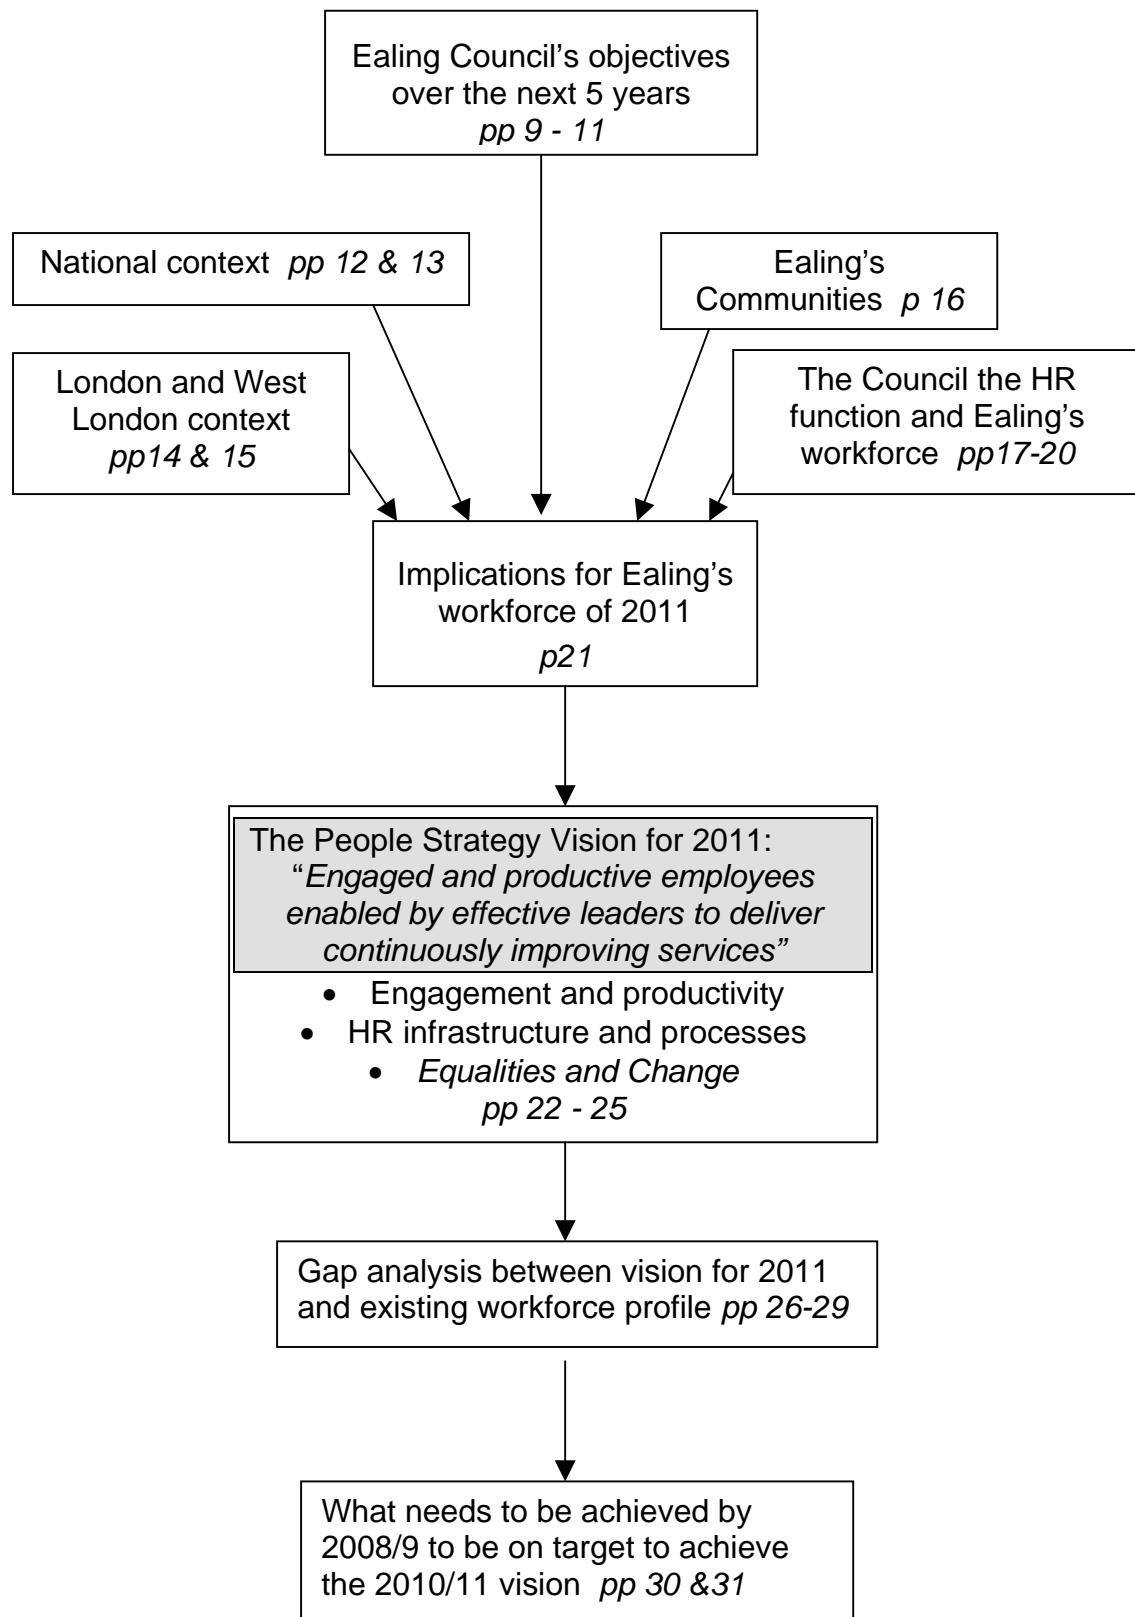 Ealing Council’s objectives
over the next 5 years
pp 9 - 11
National context  pp 12 & 13
Ealing’s
Communities  p 16
London and West
London context
pp14 & 15
The Council the HR
function and Ealing’s
workforce  pp17-20
Implications for Ealing’s
workforce of 2011
p21
The People Strategy Vision for 2011:
“Engaged and productive employees
enabled by effective leaders to deliver
continuously improving services”
• Engagement and productivity
• HR infrastructure and processes
• Equalities and Change
pp 22 - 25
Gap analysis between vision for 2011
and existing workforce profile pp 26-29
What needs to be achieved by
2008/9 to be on target to achieve
the 2010/11 vision  pp 30 &31